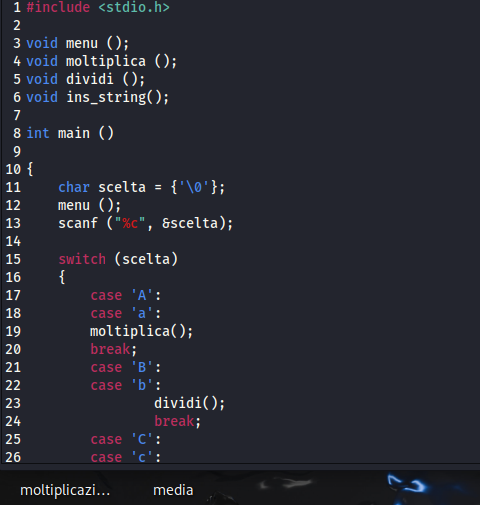 1 #include <stdio.h>
2
3 void menu ();
4 void moltiplica ();
5 void dividi ();
6 void ins_string();
7
8 int main ()
9
10 {
11     char scelta = {'\0'};
12     menu ();
13     scanf ("%c", &scelta);
14
15     switch (scelta)
16     {
17         case 'A':
18         case 'a':
19         moltiplica();
20         break;
21         case 'B':
22         case 'b':
23                 dividi();
24                 break;
25         case 'C':
26         case 'c':
moltiplicazi... media